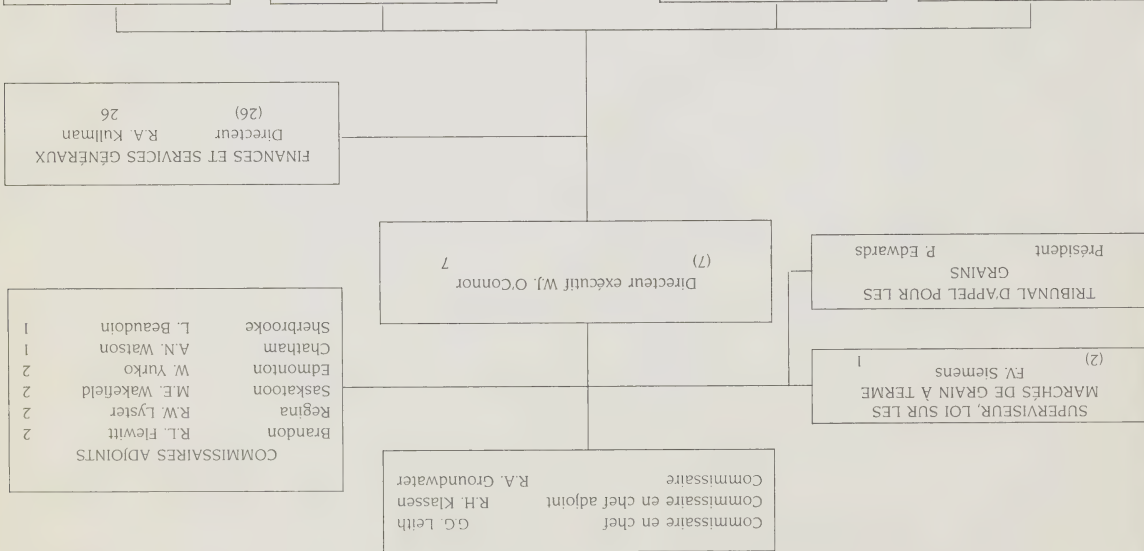 Commissaire en chef G.G. Leith
Commissaire en chef adjoint R.H. Klassen
Commissaire R.A. Groundwater
SUPERVISEUR, LOI SUR LES
MARCHÉS DE GRAIN À TERME
F.V. Siemens
(2) 1
TRIBUNAL D'APPEL POUR LES
GRAINS
Président P. Edwards
COMMISSAIRES ADJOINTS
Brandon R.L. Flewitt 2
Regina R.W. Lyster 2
Saskatoon M.E. Wakefield 2
Edmonton W. Yurko 2
Chatham A.N. Watson 1
Sherbrooke L. Beaudoin 1
Directeur exécutif W.J. O'Connor
(7) 7
FINANCES ET SERVICES GÉNÉRAUX
Directeur R.A. Kullman
(26) 26